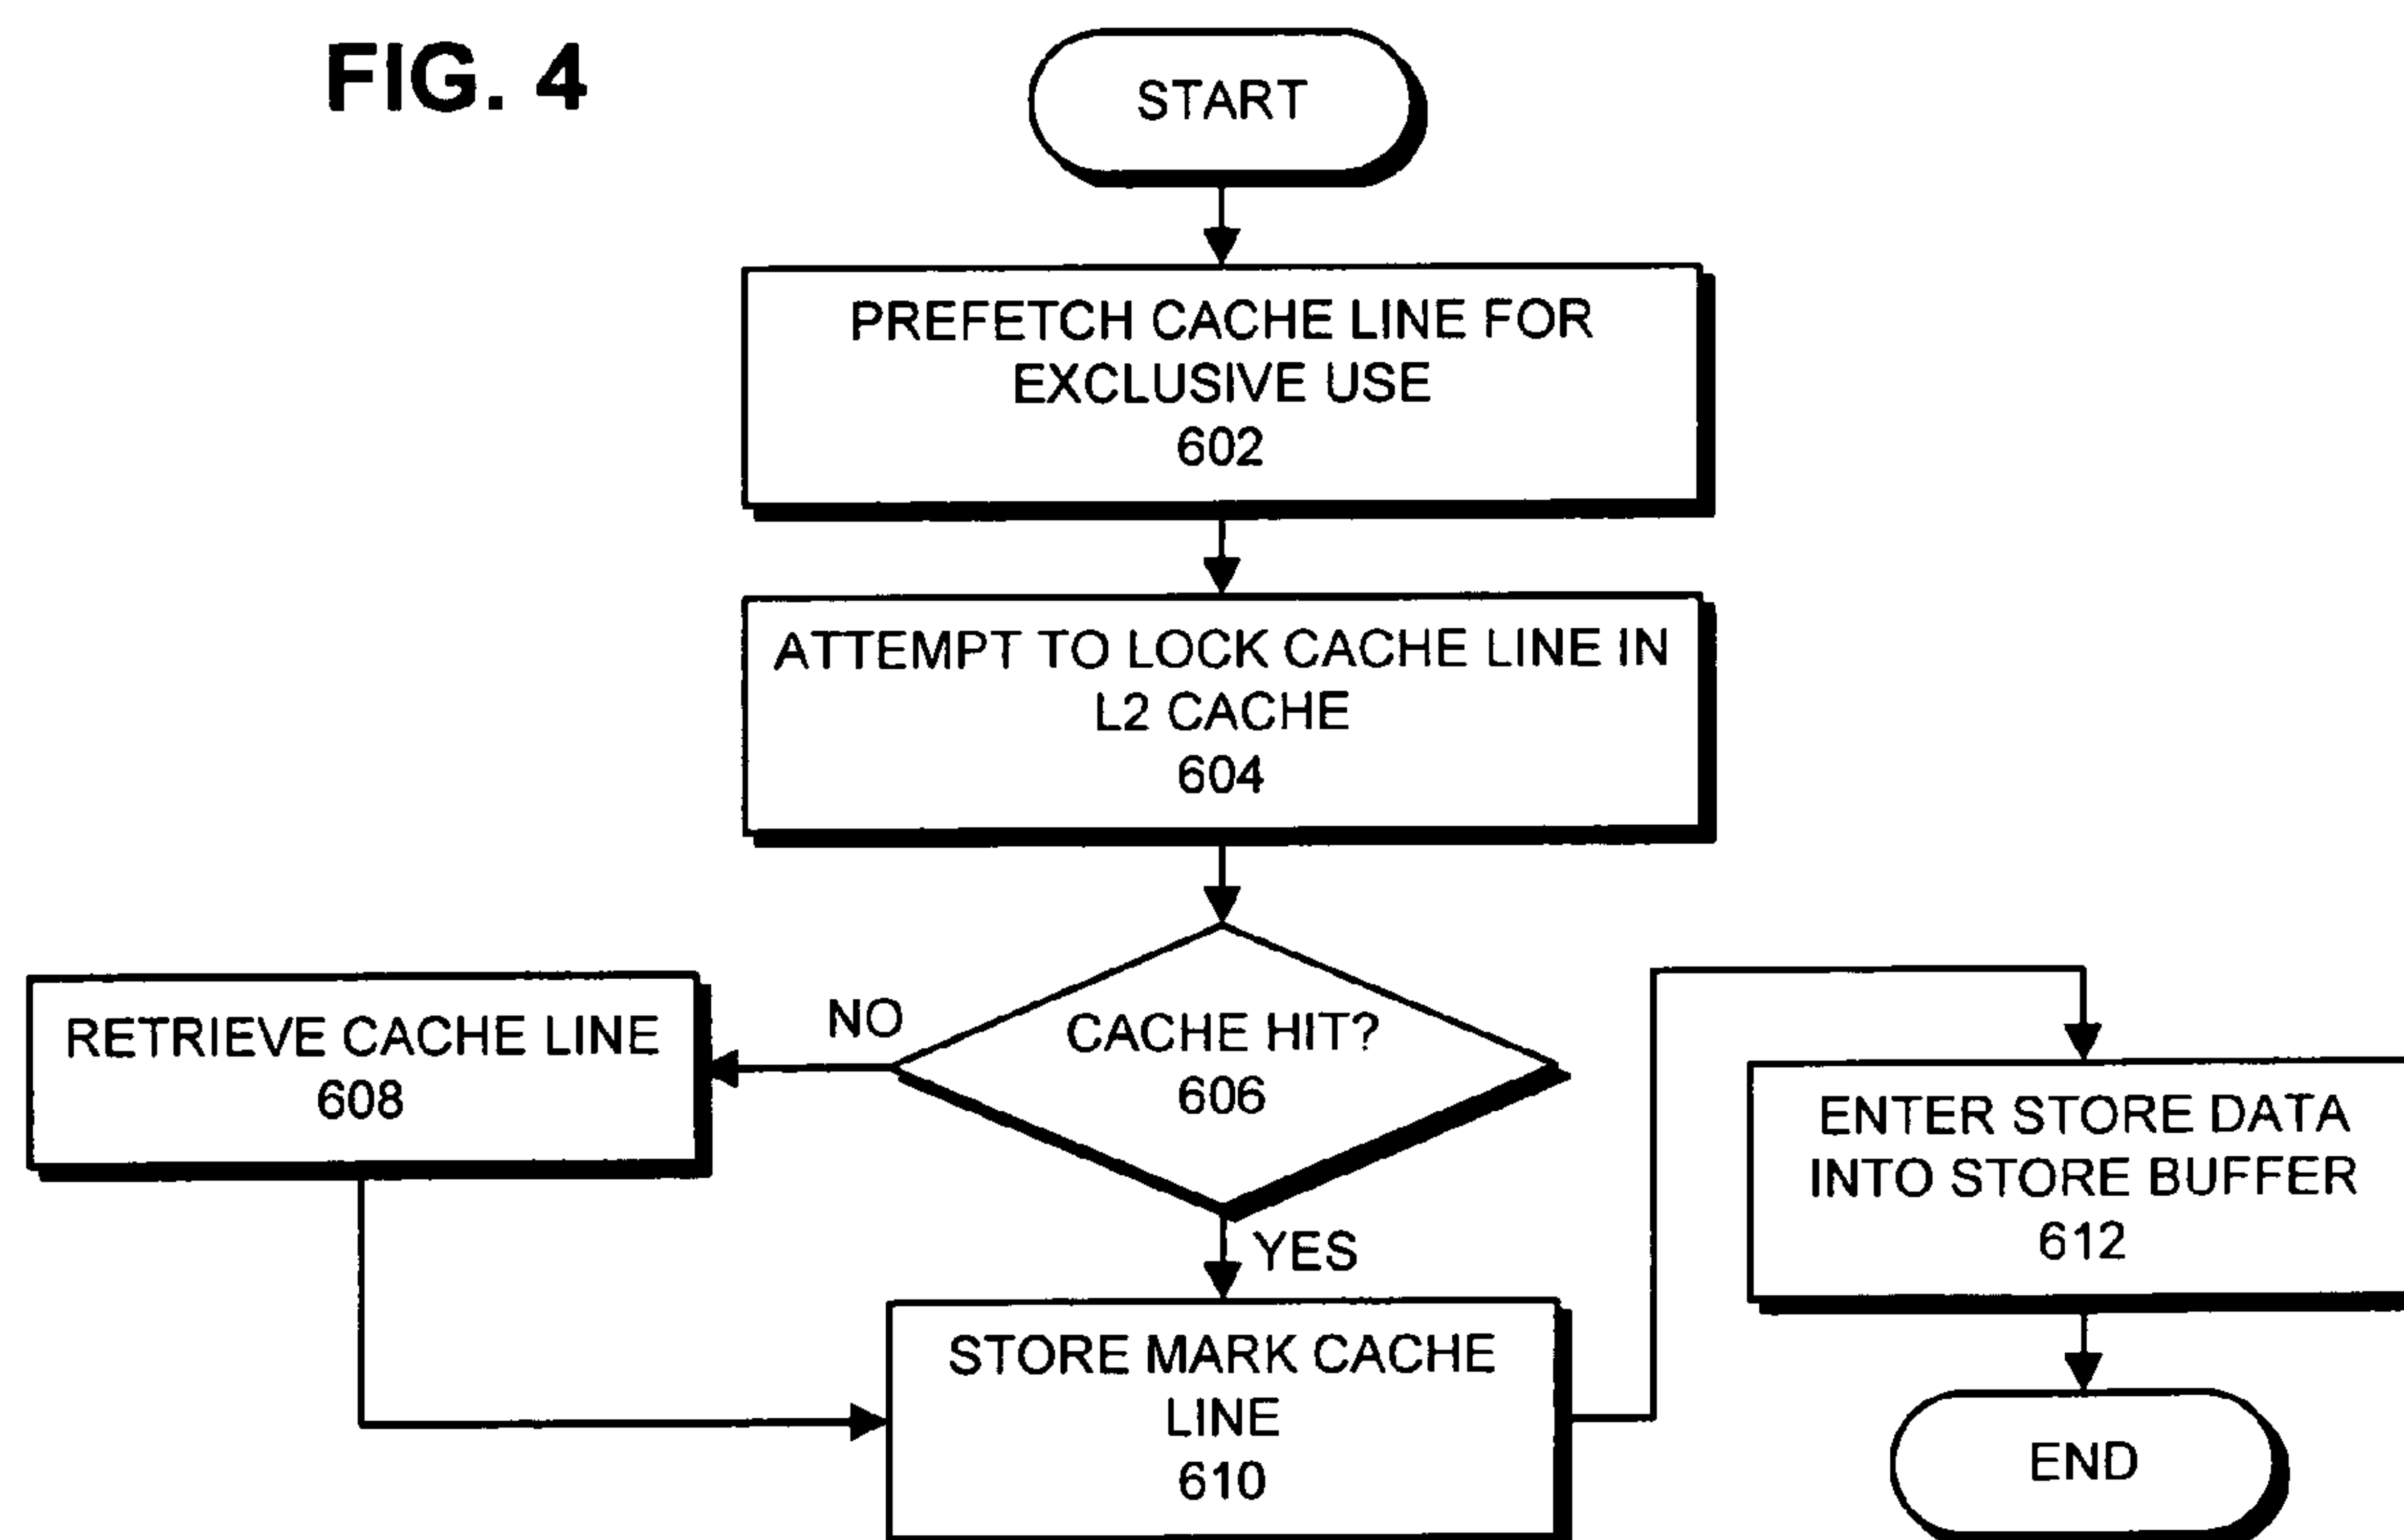 FIG. 4
START
PREFETCH CACHE LINE FOR
EXCLUSIVE USE
602
ATTEMPT TO LOCK CACHE LINE IN
L2 CACHE
604
CACHE HIT?
606
NO
RETRIEVE CACHE LINE
608
YES
STORE MARK CACHE
LINE
610
ENTER STORE DATA
INTO STORE BUFFER
612
END